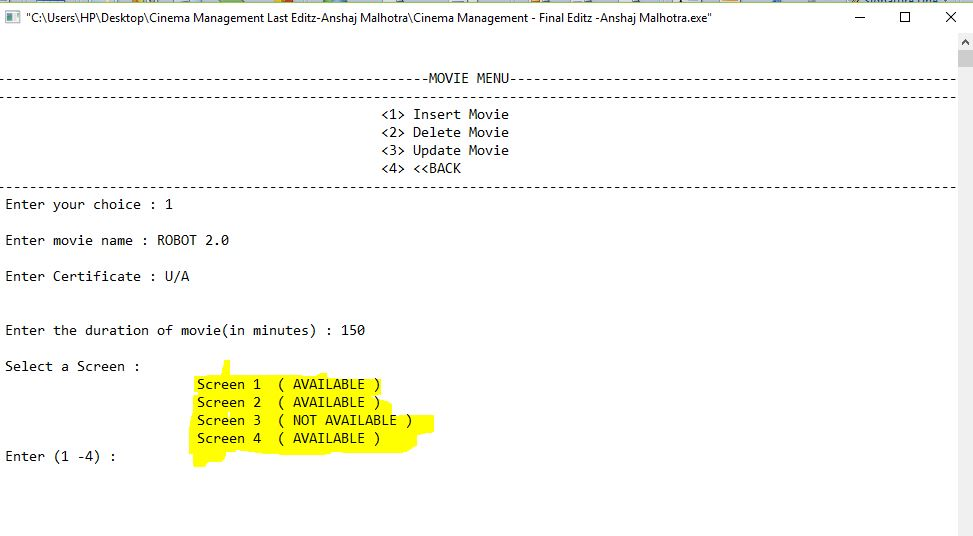 "C:\Users\HP\Desktop\Cinema Management Last Editz-Anshaj Malhotra\Cinema Management - Final Editz -Anshaj Malhotra.exe"
-----------------------------------------------------MOVIE MENU-------------------------------------------------------
------------------------------------------------------------------------------------------------------------------------
<1> Insert Movie
<2> Delete Movie
<3> Update Movie
<4> <<BACK
------------------------------------------------------------------------------------------------------------------------
Enter your choice : 1
Enter movie name : ROBOT 2.0
Enter Certificate : U/A
Enter the duration of movie(in minutes) : 150
Select a Screen :
Screen 1  ( AVAILABLE )
Screen 2  ( AVAILABLE )
Screen 3  ( NOT AVAILABLE )
Screen 4  ( AVAILABLE )
Enter (1 -4) :